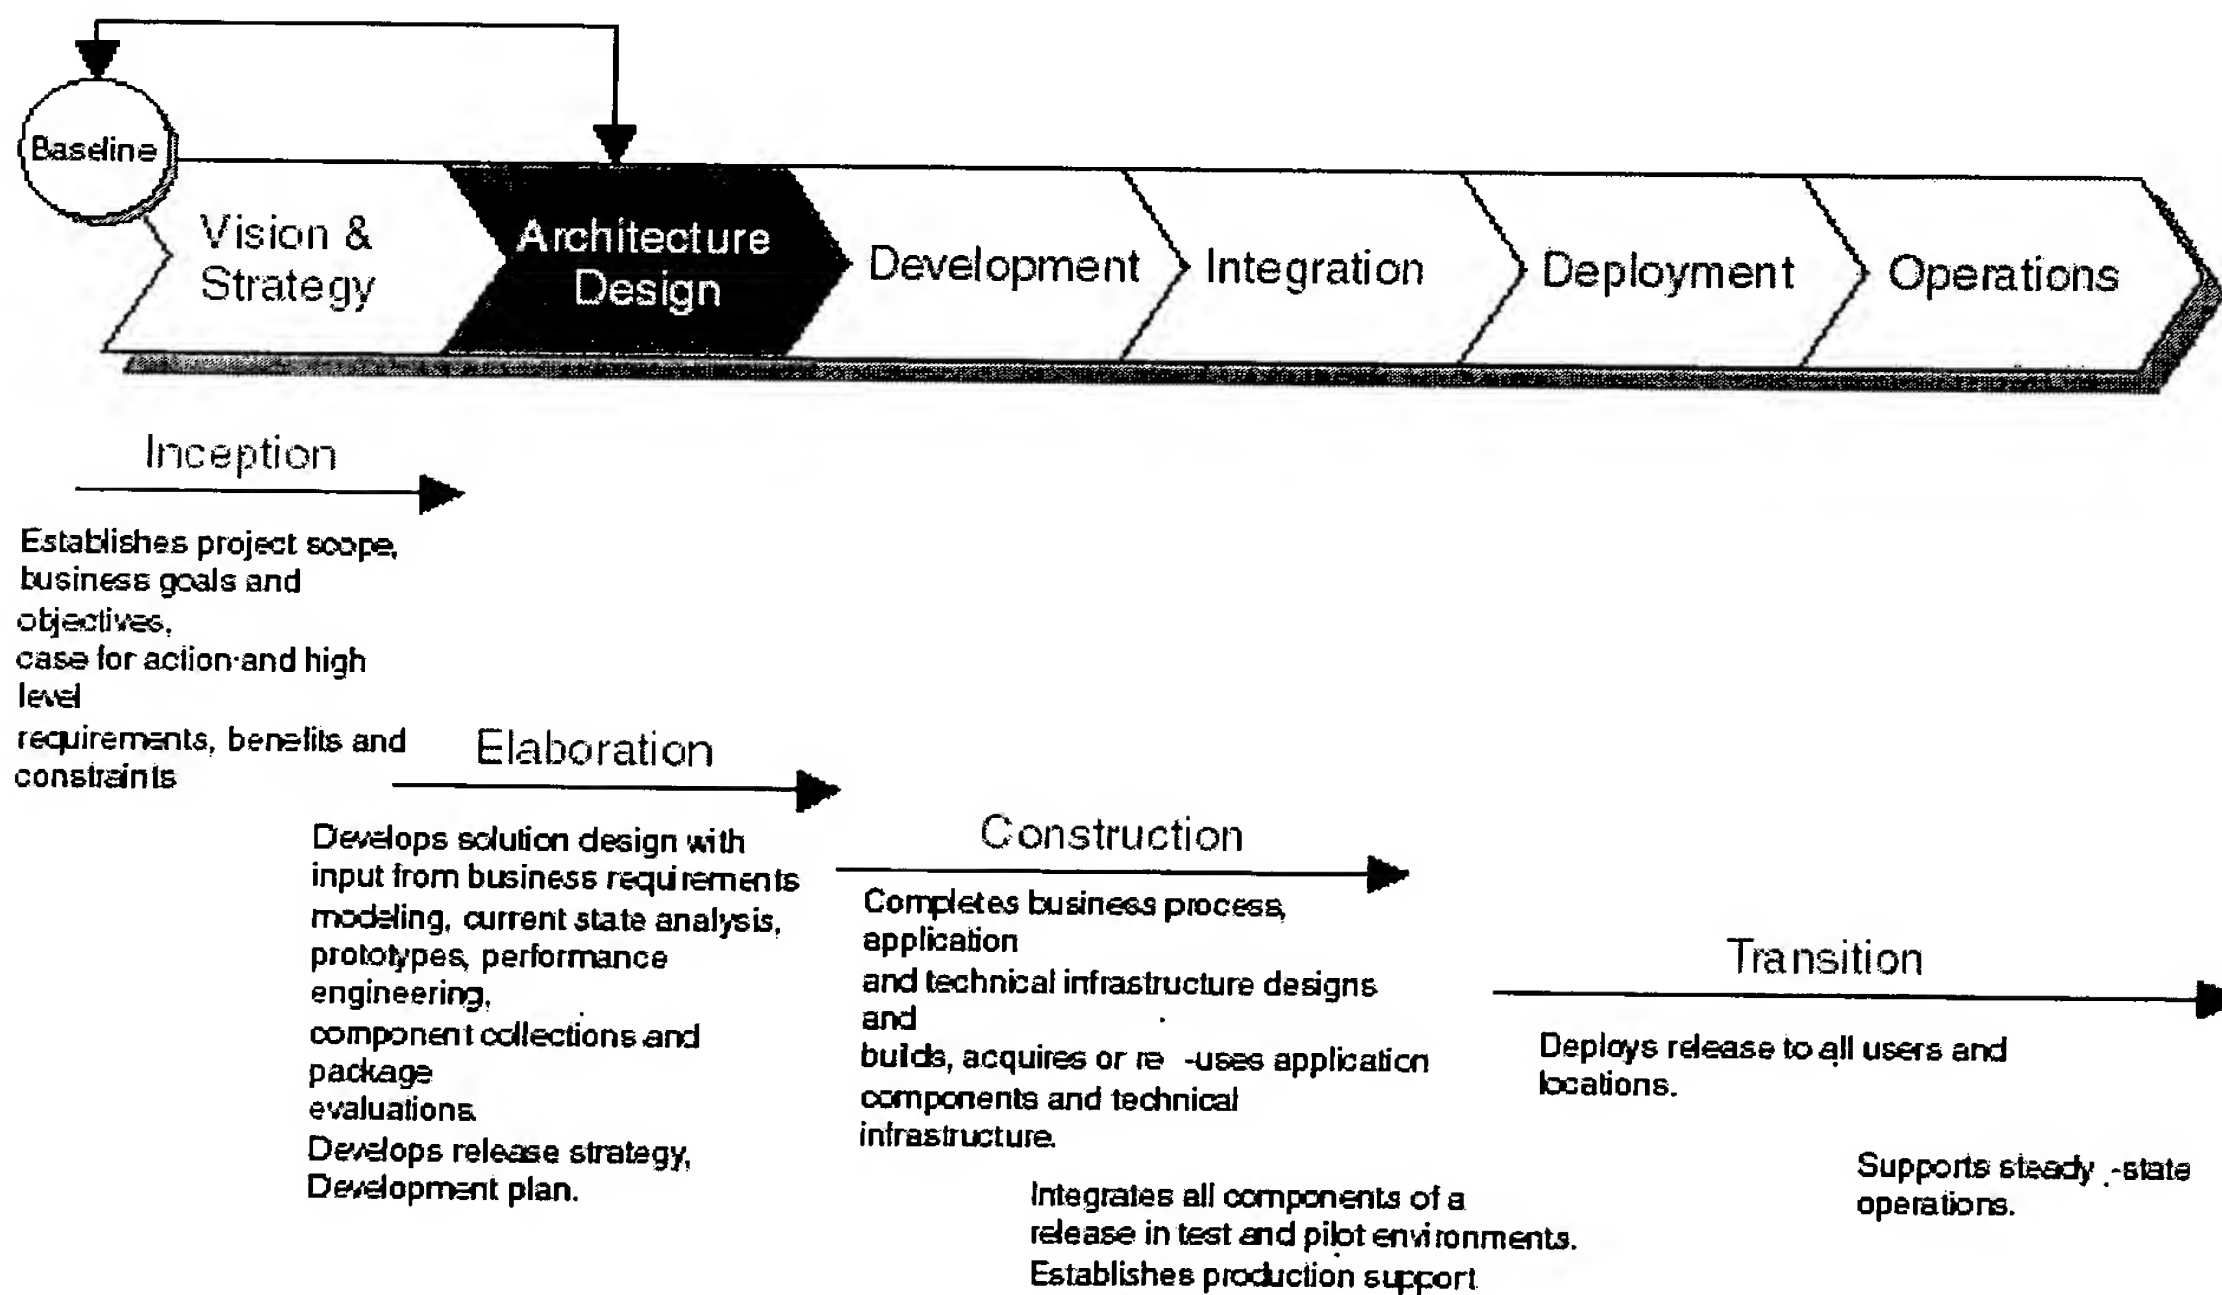 Baseline
Vision &
Strategy
Architecture
Design
Development
Integration
Deployment
Operations
Inception
Establishes project scope,
business goals and
objectives,
case for action and high
level
requirements, benefits and
constraints
Elaboration
Develops solution design with
input from business requirements
modeling, current state analysis,
prototypes, performance
engineering,
component collections and
package
evaluations.
Develops release strategy,
Development plan.
Construction
Completes business process,
application
and technical infrastructure designs
and
builds, acquires or re -uses application
components and technical
infrastructure.
Integrates all components of a
release in test and pilot environments.
Establishes production support
Transition
Deploys release to all users and
locations.
Supports steady -state
operations.